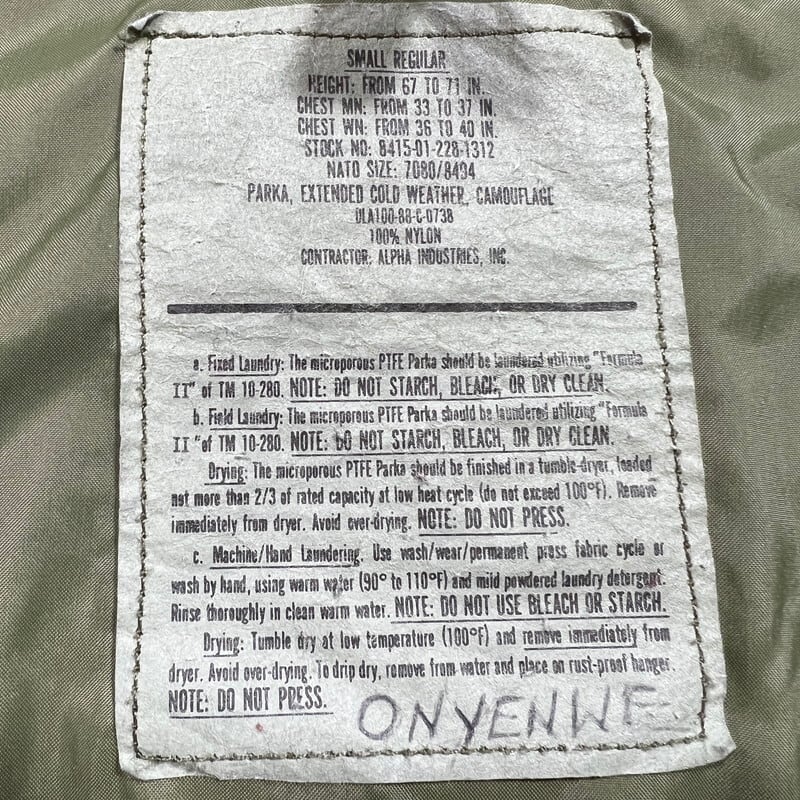 SMALL REGULAR
HEIGHT: FROM 67 TO 71 IN.
CHEST MN: FROM 33 TO 37 IN.
CHEST WN: FROM 36 TO 40 IN.
STOCK NO: 8415-01-228-1312
NATO SIZE: 7080/8494
PARKA, EXTENDED COLD WEATHER, CAMOUFLAGE
DLA100-88-C-0738
100% NYLON
CONTRACTOR: ALPHA INDUSTRIES, INC.
a. Fixed Laundry: The microporous PTFE Parka should be laundered utilizing "Formula
II" of TM 10-280. NOTE: DO NOT STARCH, BLEACH, OR DRY CLEAN.
b. Field Laundry: The microporous PTFE Parka should be laundered utilizing "Formula
II "of TM 10-280. NOTE: DO NOT STARCH, BLEACH, OR DRY CLEAN.
Drying: The microporous PTFE Parka should be finished in a tumble-dryer, loaded
not more than 2/3 of rated capacity at low heat cycle (do not exceed 100°F). Remove
immediately from dryer. Avoid over-drying. NOTE: DO NOT PRESS.
c. Machine/Hand Laundering. Use wash/wear/permanent press fabric cycle or
wash by hand, using warm water (90° to 110°F) and mild powdered laundry detergent.
Rinse thoroughly in clean warm water. NOTE: DO NOT USE BLEACH OR STARCH.
Drying: Tumble dry at low temperature (100°F) and remove immediately from
dryer. Avoid over-drying. To drip dry, remove from water and place on rust-proof hanger.
NOTE: DO NOT PRESS.
ONYENWE